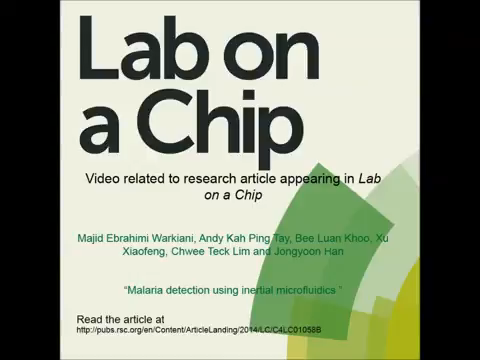 Lab on
a Chip
Video related to research article appearing in Lab
on a Chip
Majid Ebrahimi Warkiani, Andy Kah Ping Tay, Bee Luan Khoo, Xu
Xiaofeng, Chwee Teck Lim and Jongyoon Han
“Malaria detection using inertial microfluidics ”
Read the article at
http://pubs.rsc.org/en/Content/ArticleLanding/2014/LC/C4LC01058B